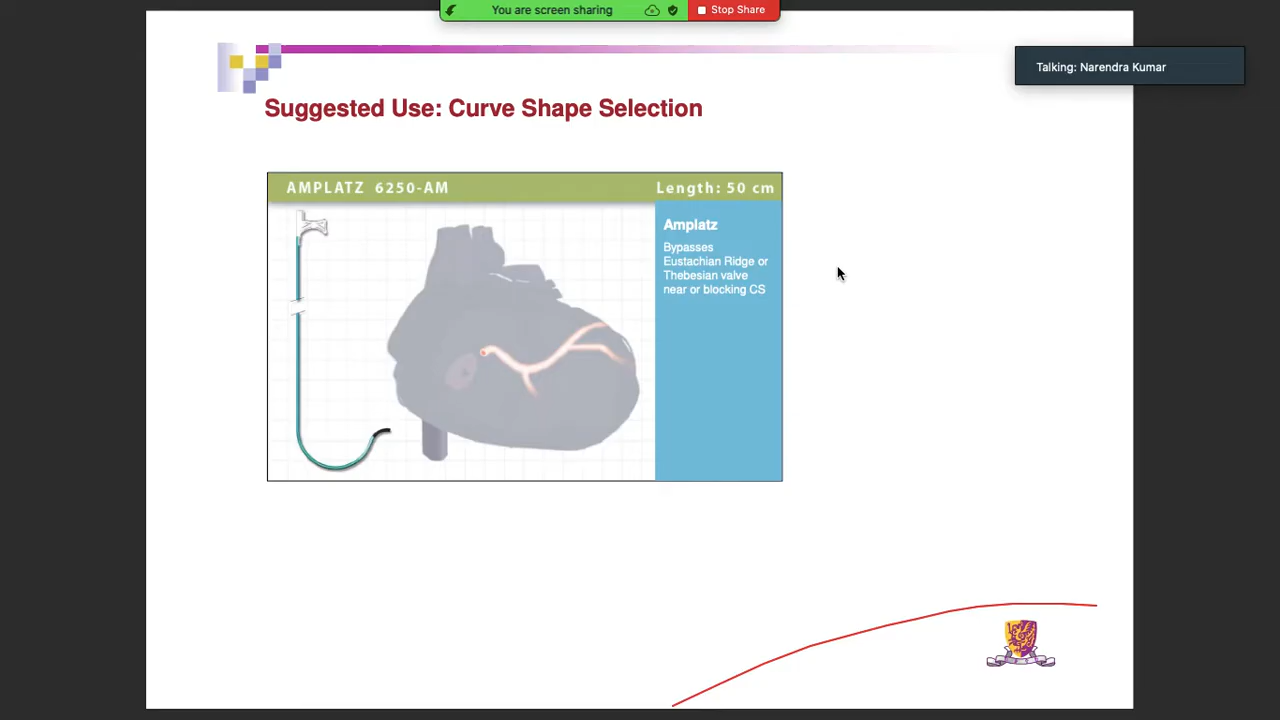 You are screen sharing
Stop Share
Talking: Narendra Kumar
Suggested Use: Curve Shape Selection
AMPLATZ 6250-AM
Length: 50 cm
Amplatz
Bypasses
Eustachian Ridge or
Thebesian valve
near or blocking CS